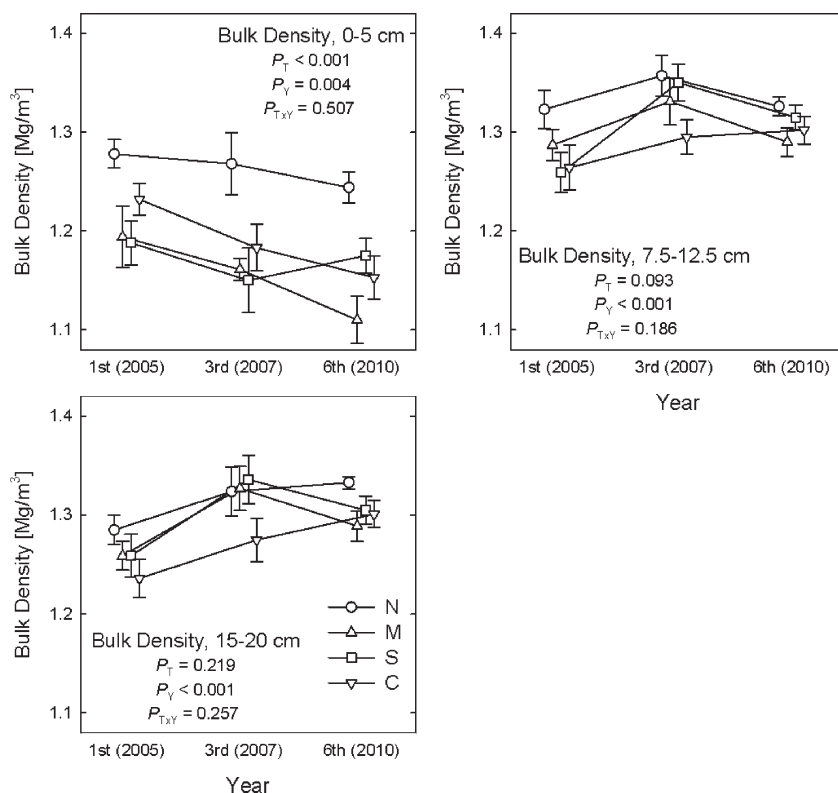 Bulk Density [Mg/m³]
1.4
1.3
1.2
1.1
Bulk Density, 0-5 cm
P_T < 0.001
P_Y = 0.004
P_TxY = 0.507
1st (2005) 3rd (2007) 6th (2010)
Bulk Density [Mg/m³]
1.4
1.3
1.2
1.1
Bulk Density, 7.5-12.5 cm
P_T = 0.093
P_Y < 0.001
P_TxY = 0.186
1st (2005) 3rd (2007) 6th (2010)
Year
Bulk Density [Mg/m³]
1.4
1.3
1.2
1.1
Bulk Density, 15-20 cm
P_T = 0.219
P_Y < 0.001
P_TxY = 0.257
N
M
S
C
1st (2005) 3rd (2007) 6th (2010)
Year